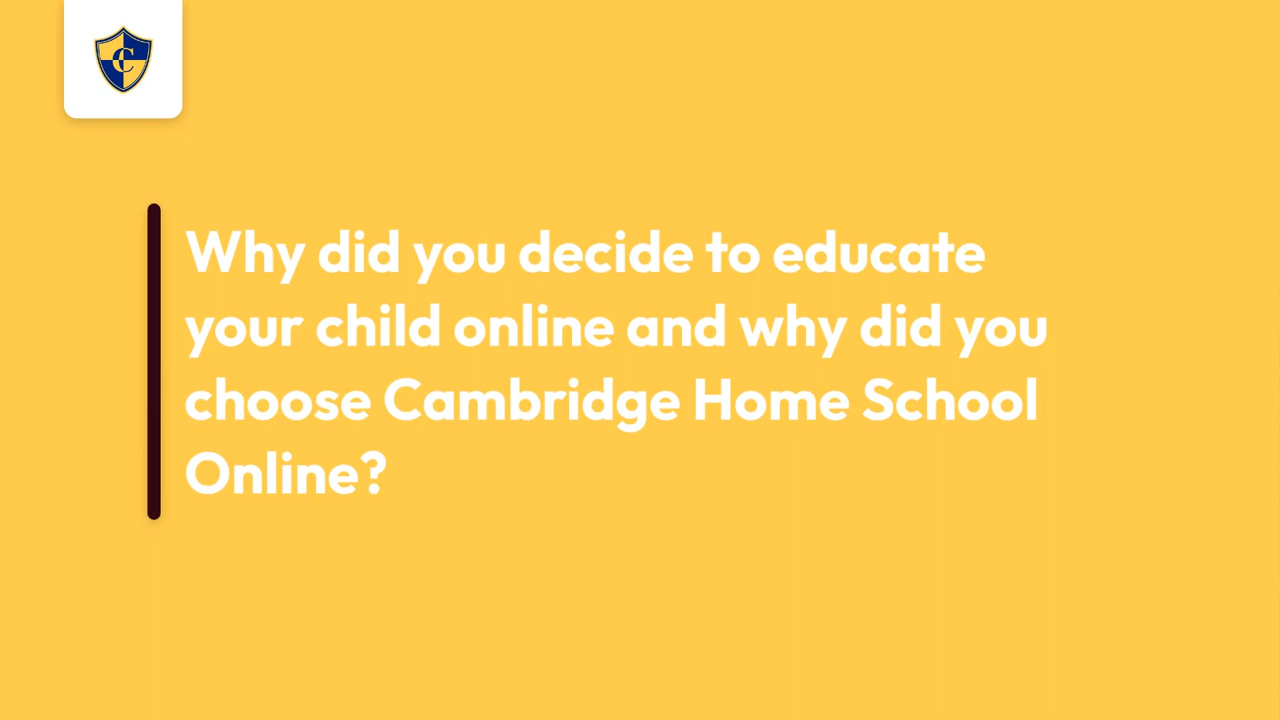 C
Why did you decide to educate
your child online and why did you
choose Cambridge Home School
Online?